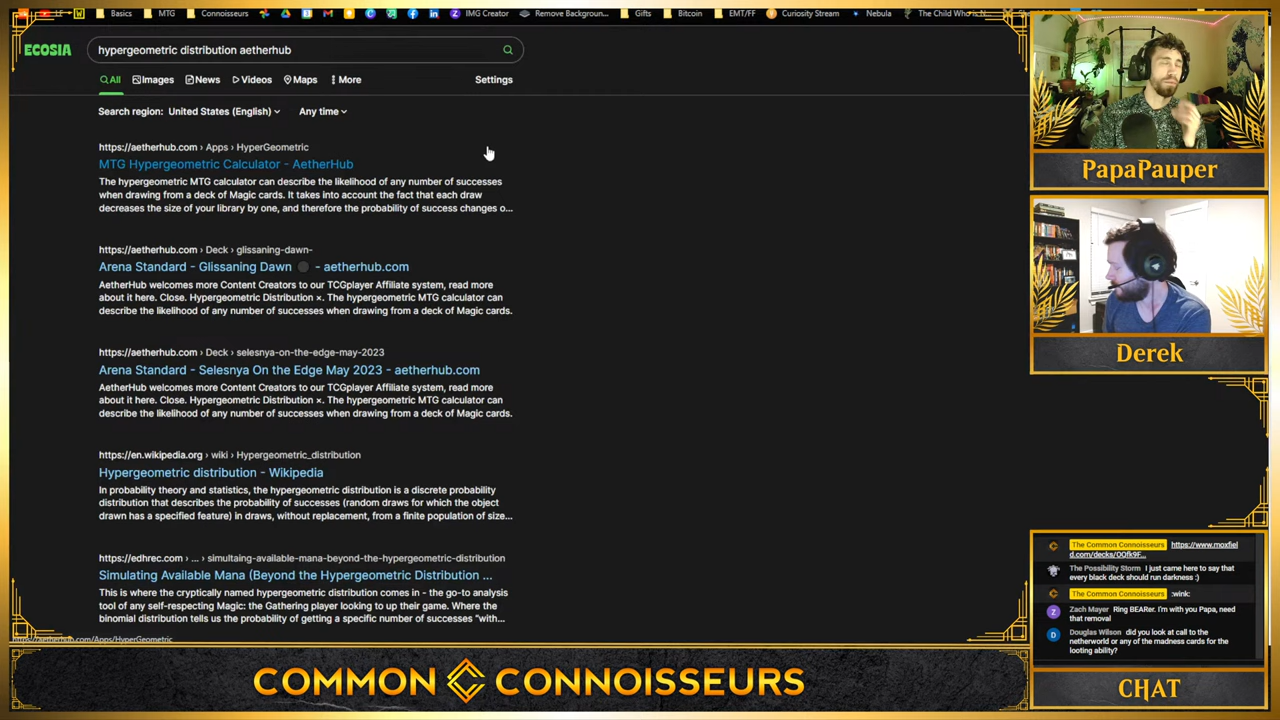 Basics
MTG
Connoisseurs
IMG Creator
Remove Backgroun...
Gifts
Bitcoin
EMT/FF
Curiosity Stream
Nebula
The Child Who is N
ECOSIA
hypergeometric distribution aetherhub
All
Images
News
Videos
Maps
More
Settings
Search region: United States (English)
Any time
https://aetherhub.com › Apps › HyperGeometric
MTG Hypergeometric Calculator - AetherHub
The hypergeometric MTG calculator can describe the likelihood of any number of successes
when drawing from a deck of Magic cards. It takes into account the fact that each draw
decreases the size of your library by one, and therefore the probability of success changes o...
https://aetherhub.com › Deck › glissaning-dawn-
Arena Standard - Glissaning Dawn - aetherhub.com
AetherHub welcomes more Content Creators to our TCGplayer Affiliate system, read more
about it here. Close. Hypergeometric Distribution ×. The hypergeometric MTG calculator can
describe the likelihood of any number of successes when drawing from a deck of Magic cards.
https://aetherhub.com › Deck › selesnya-on-the-edge-may-2023
Arena Standard - Selesnya On the Edge May 2023 - aetherhub.com
AetherHub welcomes more Content Creators to our TCGplayer Affiliate system, read more
about it here. Close. Hypergeometric Distribution ×. The hypergeometric MTG calculator can
describe the likelihood of any number of successes when drawing from a deck of Magic cards.
https://en.wikipedia.org › wiki › Hypergeometric_distribution
Hypergeometric distribution - Wikipedia
In probability theory and statistics, the hypergeometric distribution is a discrete probability
distribution that describes the probability of successes (random draws for which the object
drawn has a specified feature) in draws, without replacement, from a finite population of size...
https://edhrec.com › ... › simultaing-available-mana-beyond-the-hypergeometric-distribution
Simulating Available Mana (Beyond the Hypergeometric Distribution ...
This is where the cryptically named hypergeometric distribution comes in - the go-to analysis
tool of any self-respecting Magic: the Gathering player looking to up their game. Where the
binomial distribution tells us the probability of getting a specific number of successes "with...
https://aetherhub.com/Apps/HyperGeometric
PapaPauper
Derek
The Common Connoisseurs https://www.moxfiel
d.com/decks/OOfk9F...
The Possibility Storm I just came here to say that
every black deck should run darkness :)
The Common Connoisseurs :wink:
Zach Mayer Ring BEARer. I'm with you Papa, need
that removal
Douglas Wilson did you look at call to the
netherworld or any of the madness cards for the
looting ability?
CHAT
COMMON CONNOISSEURS